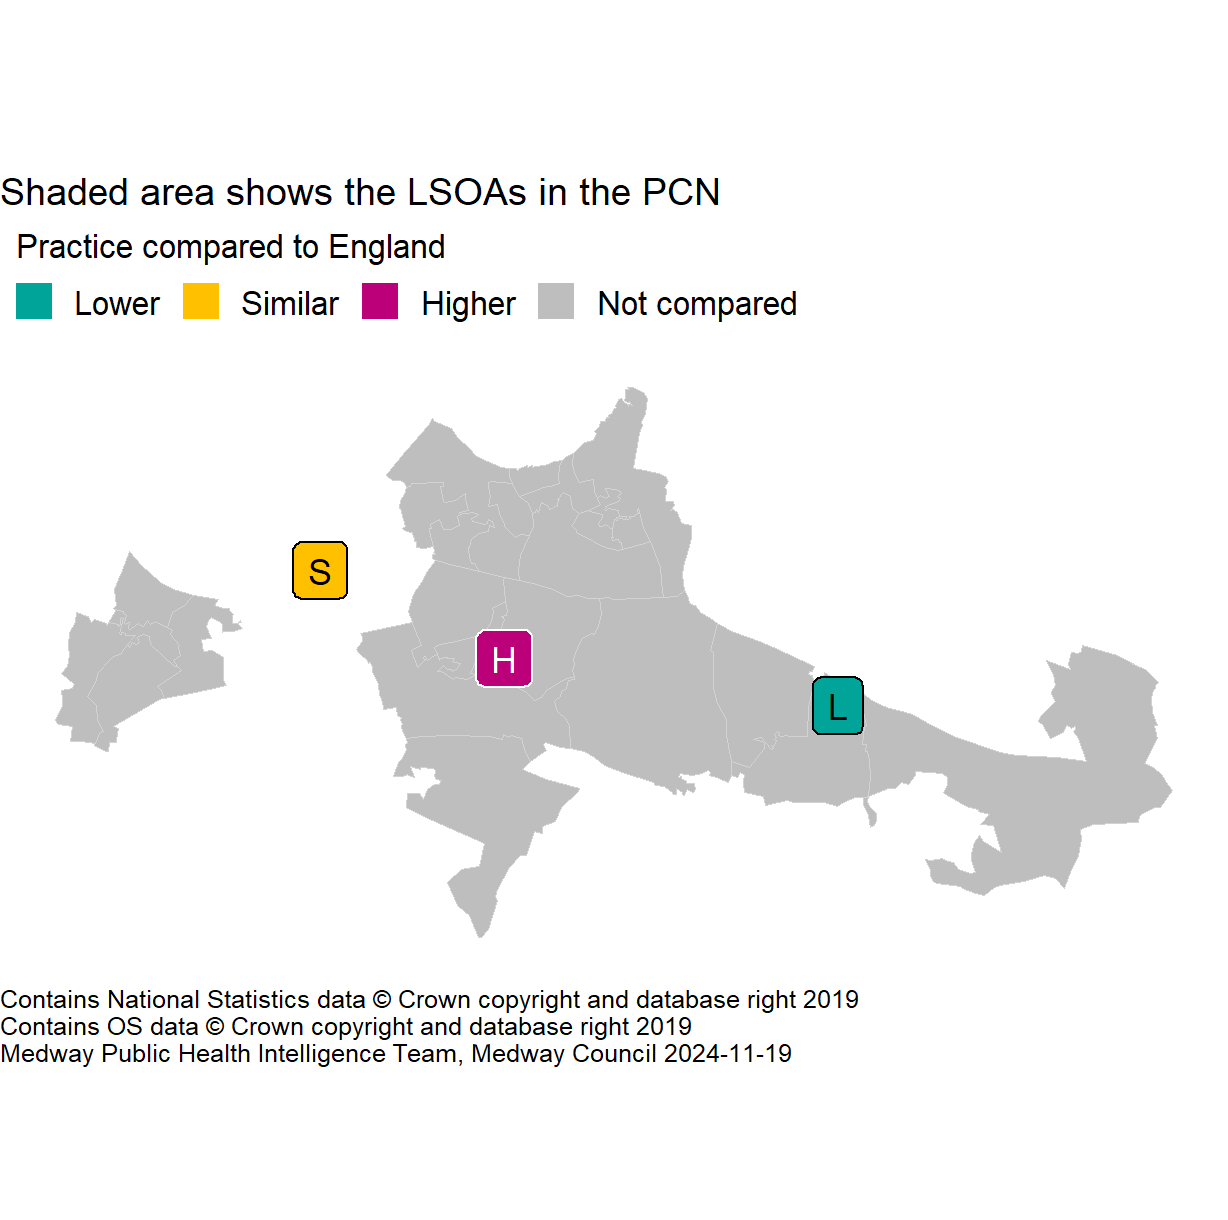 Shaded area shows the LSOAs in the PCN
Practice compared to England
Lower Similar Higher Not compared
S
H
L
Contains National Statistics data © Crown copyright and database right 2019
Contains OS data © Crown copyright and database right 2019
Medway Public Health Intelligence Team, Medway Council 2024-11-19